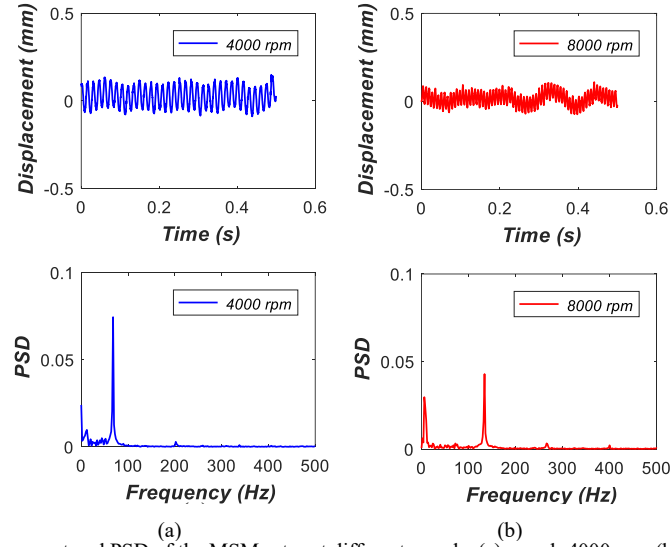 0.5
0
-0.5
Displacement (mm)
4000 rpm
0 0.2 0.4 0.6
Time (s)
0.5
0
-0.5
Displacement (mm)
8000 rpm
0 0.2 0.4 0.6
Time (s)
0.1
0.05
0
PSD
4000 rpm
0 100 200 300 400 500
Frequency (Hz)
(a)
0.1
0.05
0
PSD
8000 rpm
0 100 200 300 400 500
Frequency (Hz)
(b)